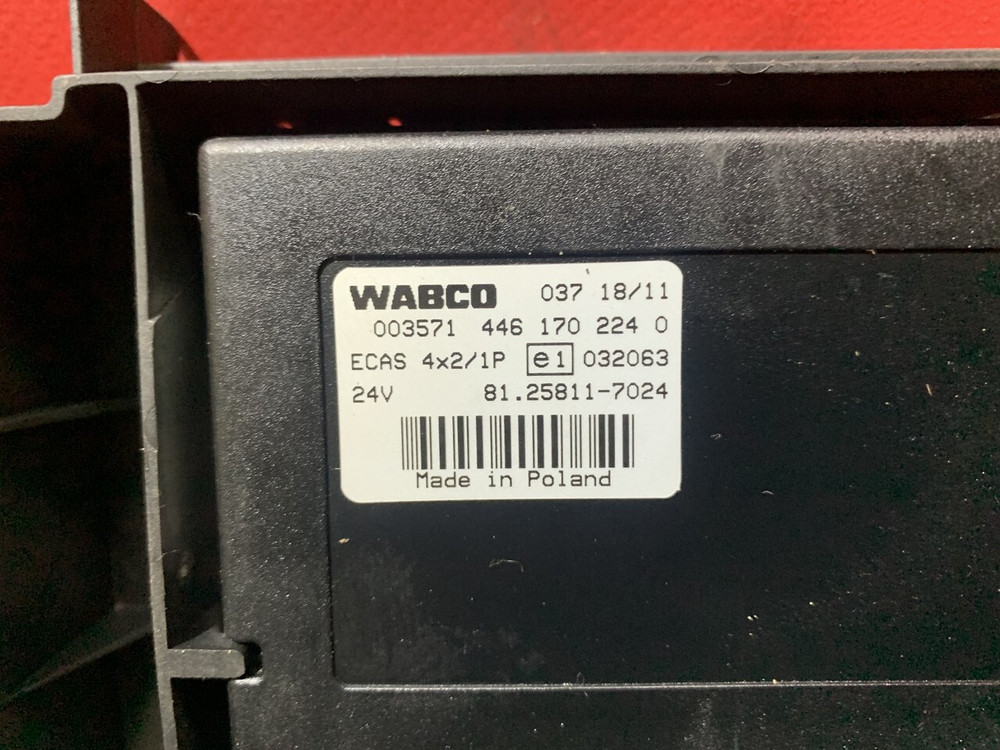 WABCO 037 18/11
003571 446 170 224 0
ECAS 4x2/1P e1 032063
24V 81.25811-7024
Made in Poland